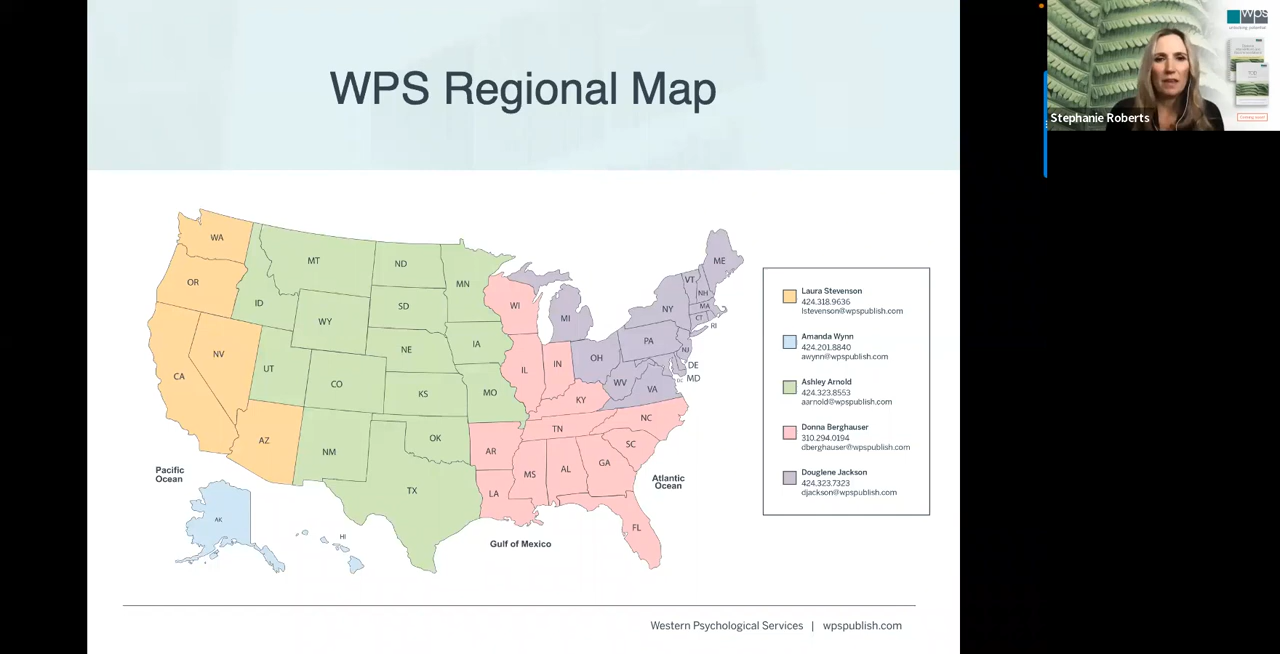 WPS Regional Map
wps
Stephanie Roberts
WA
OR
CA
NV
AZ
MT
ID
WY
UT
CO
NM
ND
SD
NE
KS
OK
TX
MN
IA
MO
WI
IL
IN
KY
TN
NC
SC
AR
MS
AL
GA
LA
FL
MI
OH
WV
VA
PA
NY
VT
NH
ME
MA
CT
RI
NJ
DE
MD
DC
AK
HI
Pacific
Ocean
Atlantic
Ocean
Gulf of Mexico
Laura Stevenson
424.318.9636
lstevenson@wpspublish.com
Amanda Wynn
424.201.8840
awynn@wpspublish.com
Ashley Arnold
424.323.8553
aarnold@wpspublish.com
Donna Berghauser
310.294.0194
dberghauser@wpspublish.com
Douglene Jackson
424.323.7323
djackson@wpspublish.com
Western Psychological Services | wpspublish.com